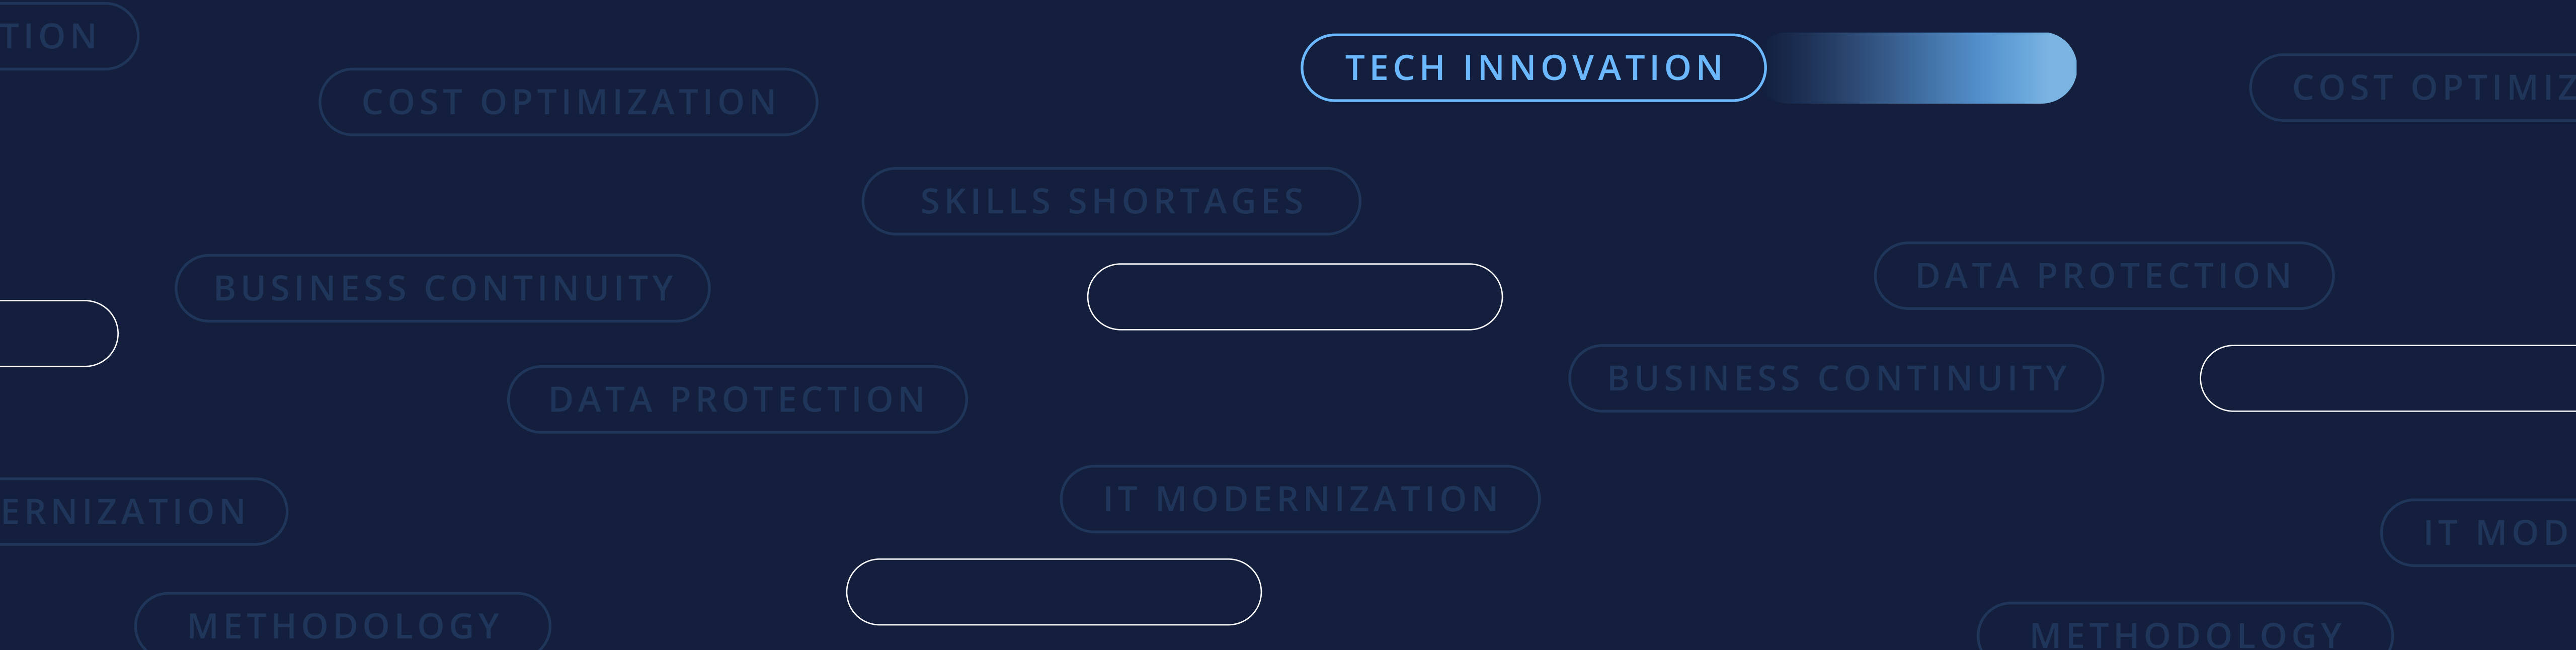 TION
TECH INNOVATION
COST OPTIMIZ
COST OPTIMIZATION
SKILLS SHORTAGES
DATA PROTECTION
BUSINESS CONTINUITY
BUSINESS CONTINUITY
DATA PROTECTION
IT MODERNIZATION
ERNIZATION
IT MOD
METHODOLOGY
METHODOLOGY